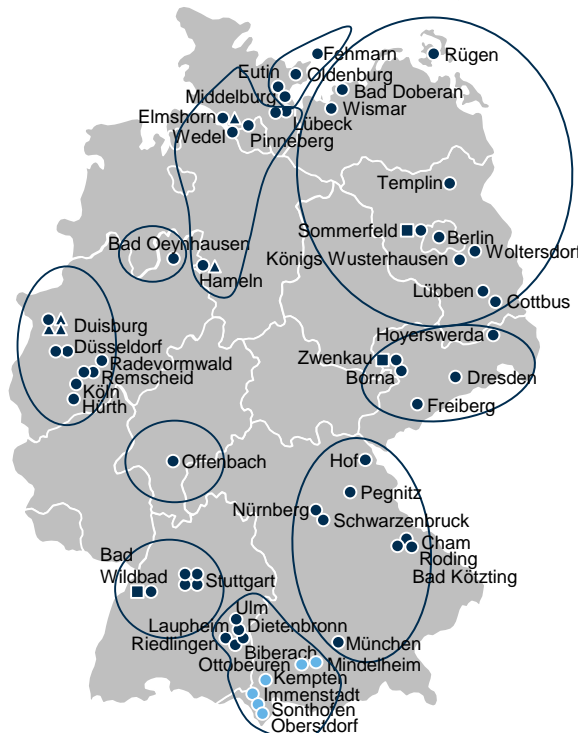 Fehmarn
Rügen
Eutin
Oldenburg
Middelburg
Bad Doberan
Wismar
Elmshorn
Lübeck
Wedel
Pinneberg
Templin
Sommerfeld
Berlin
Bad Oeynhausen
Woltersdorf
Königs Wusterhausen
Hameln
Lübben
Cottbus
Duisburg
Hoyerswerda
Düsseldorf
Zwenkau
Radevormwald
Borna
Remscheid
Dresden
Köln
Hürth
Freiberg
Offenbach
Hof
Pegnitz
Nürnberg
Schwarzenbruck
Cham
Roding
Bad Kötzting
Bad
Wildbad
Stuttgart
Ulm
Laupheim
Dietenbronn
Riedlingen
Biberach
München
Ottobeuren
Mindelheim
Kempten
Immenstadt
Sonthofen
Oberstdorf